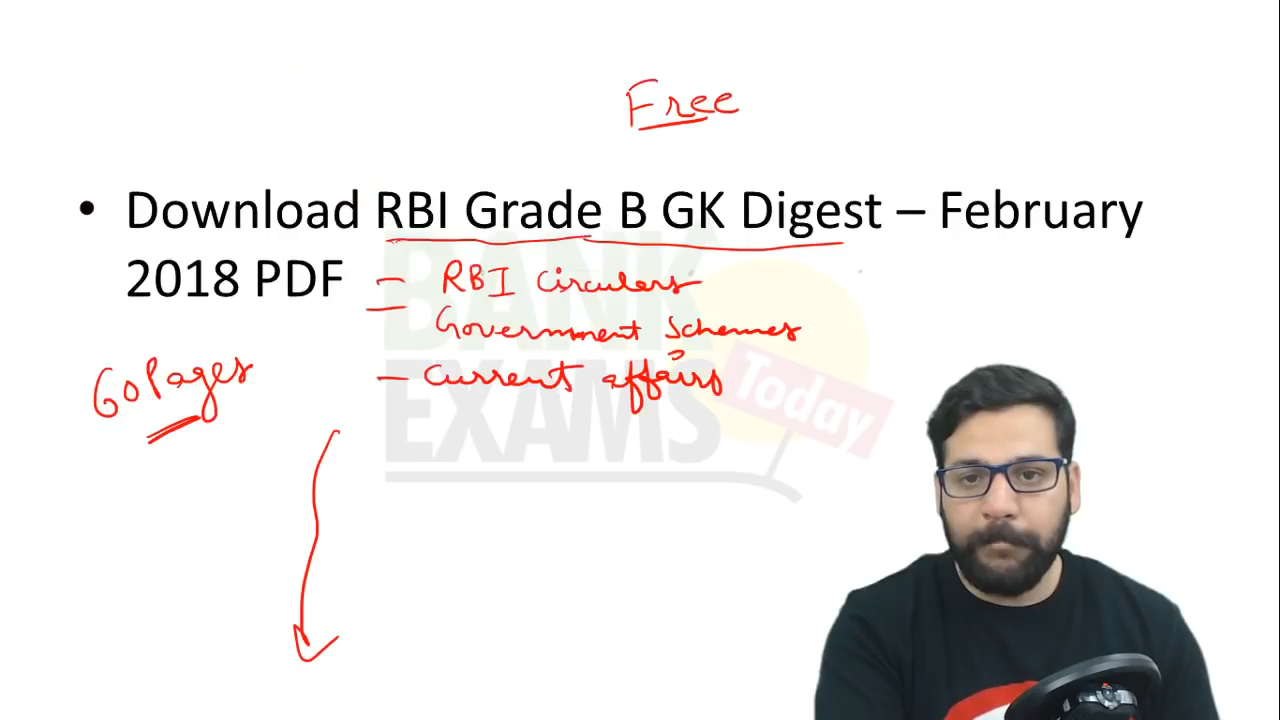 Free
• Download RBI Grade B GK Digest – February
2018 PDF – RBI Circulers
– Government Schemes
60 Pages – Current affairs
BANK
EXAMS
Today